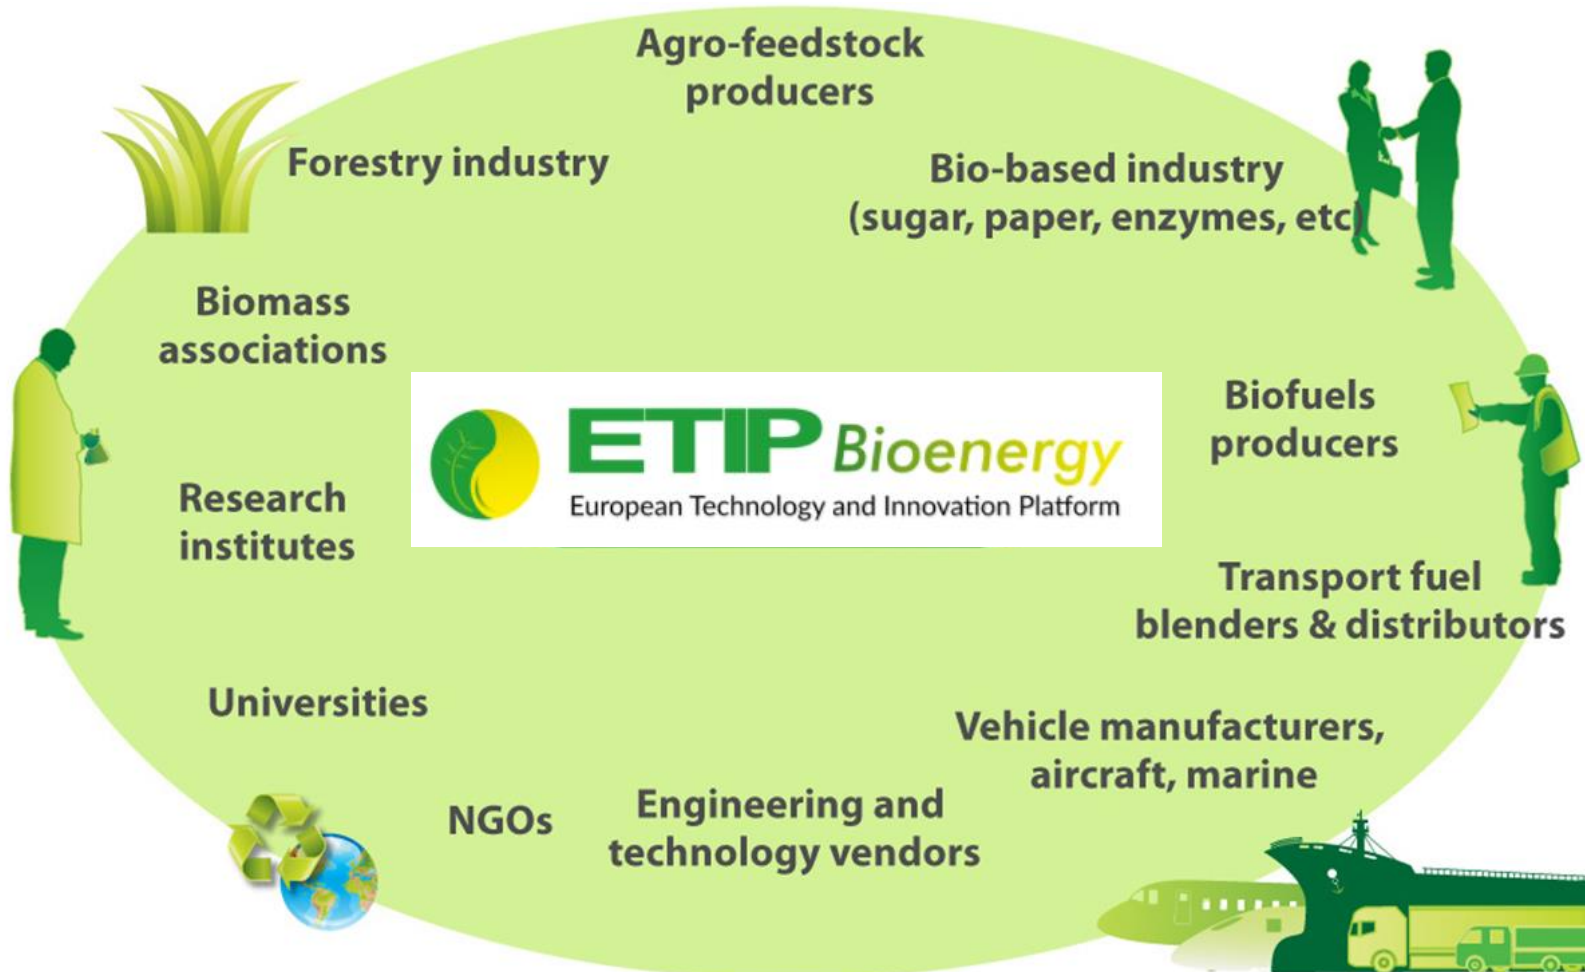 Agro-feedstock
producers
Forestry industry
Bio-based industry
(sugar, paper, enzymes, etc)
Biomass
associations
ETIP Bioenergy
European Technology and Innovation Platform
Biofuels
producers
Research
institutes
Transport fuel
blenders & distributors
Universities
Vehicle manufacturers,
aircraft, marine
NGOs
Engineering and
technology vendors